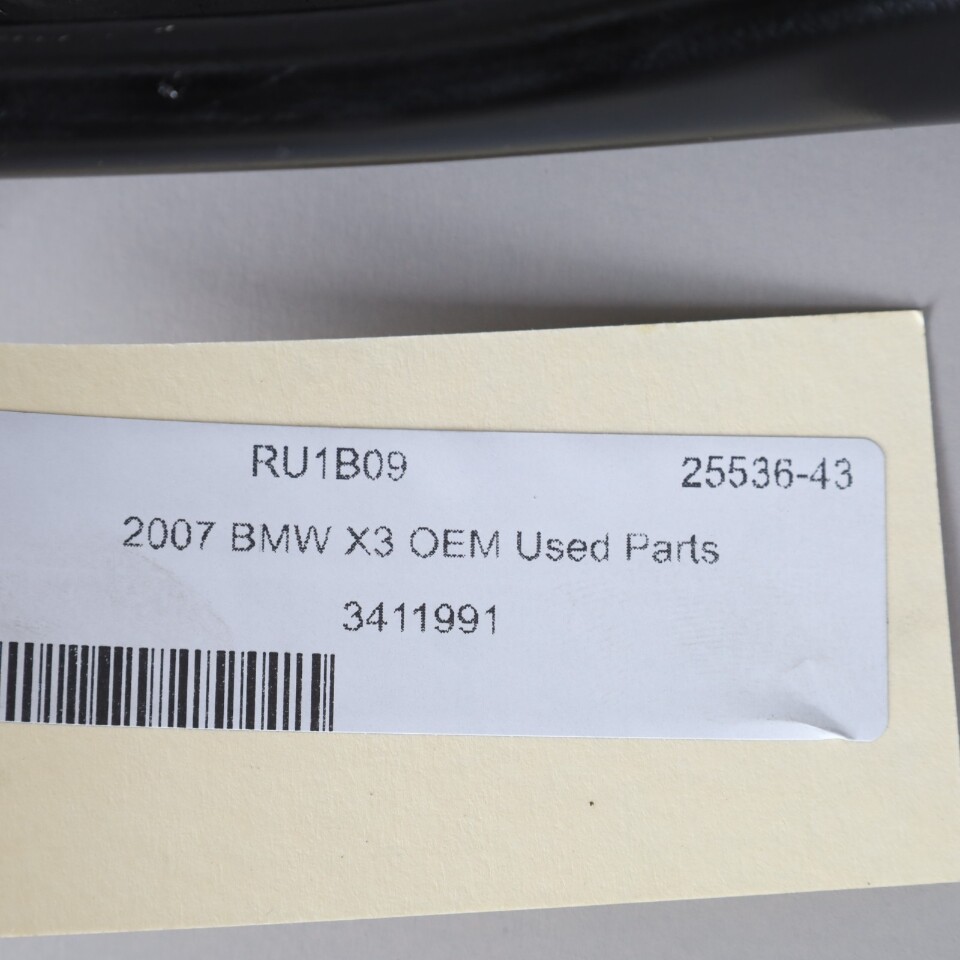 RU1B09 25536-43
2007 BMW X3 OEM Used Parts
3411991